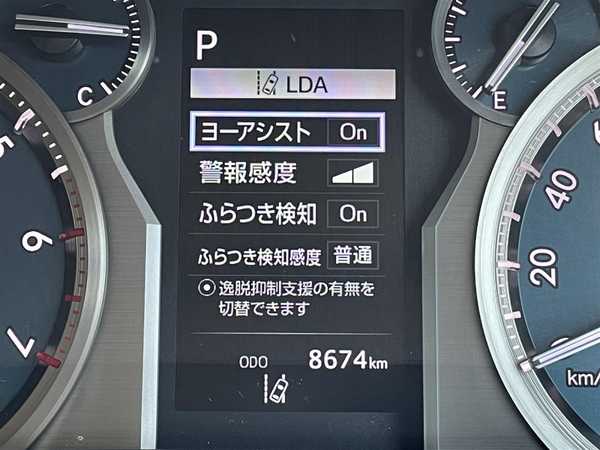 P
C
E
LDA
ヨーアシスト On
警報感度
ふらつき検知 On
ふらつき検知感度 普通
逸脱抑制支援の有無を
切替できます
ODO 8674km
5
6
7
40
20
0
km/